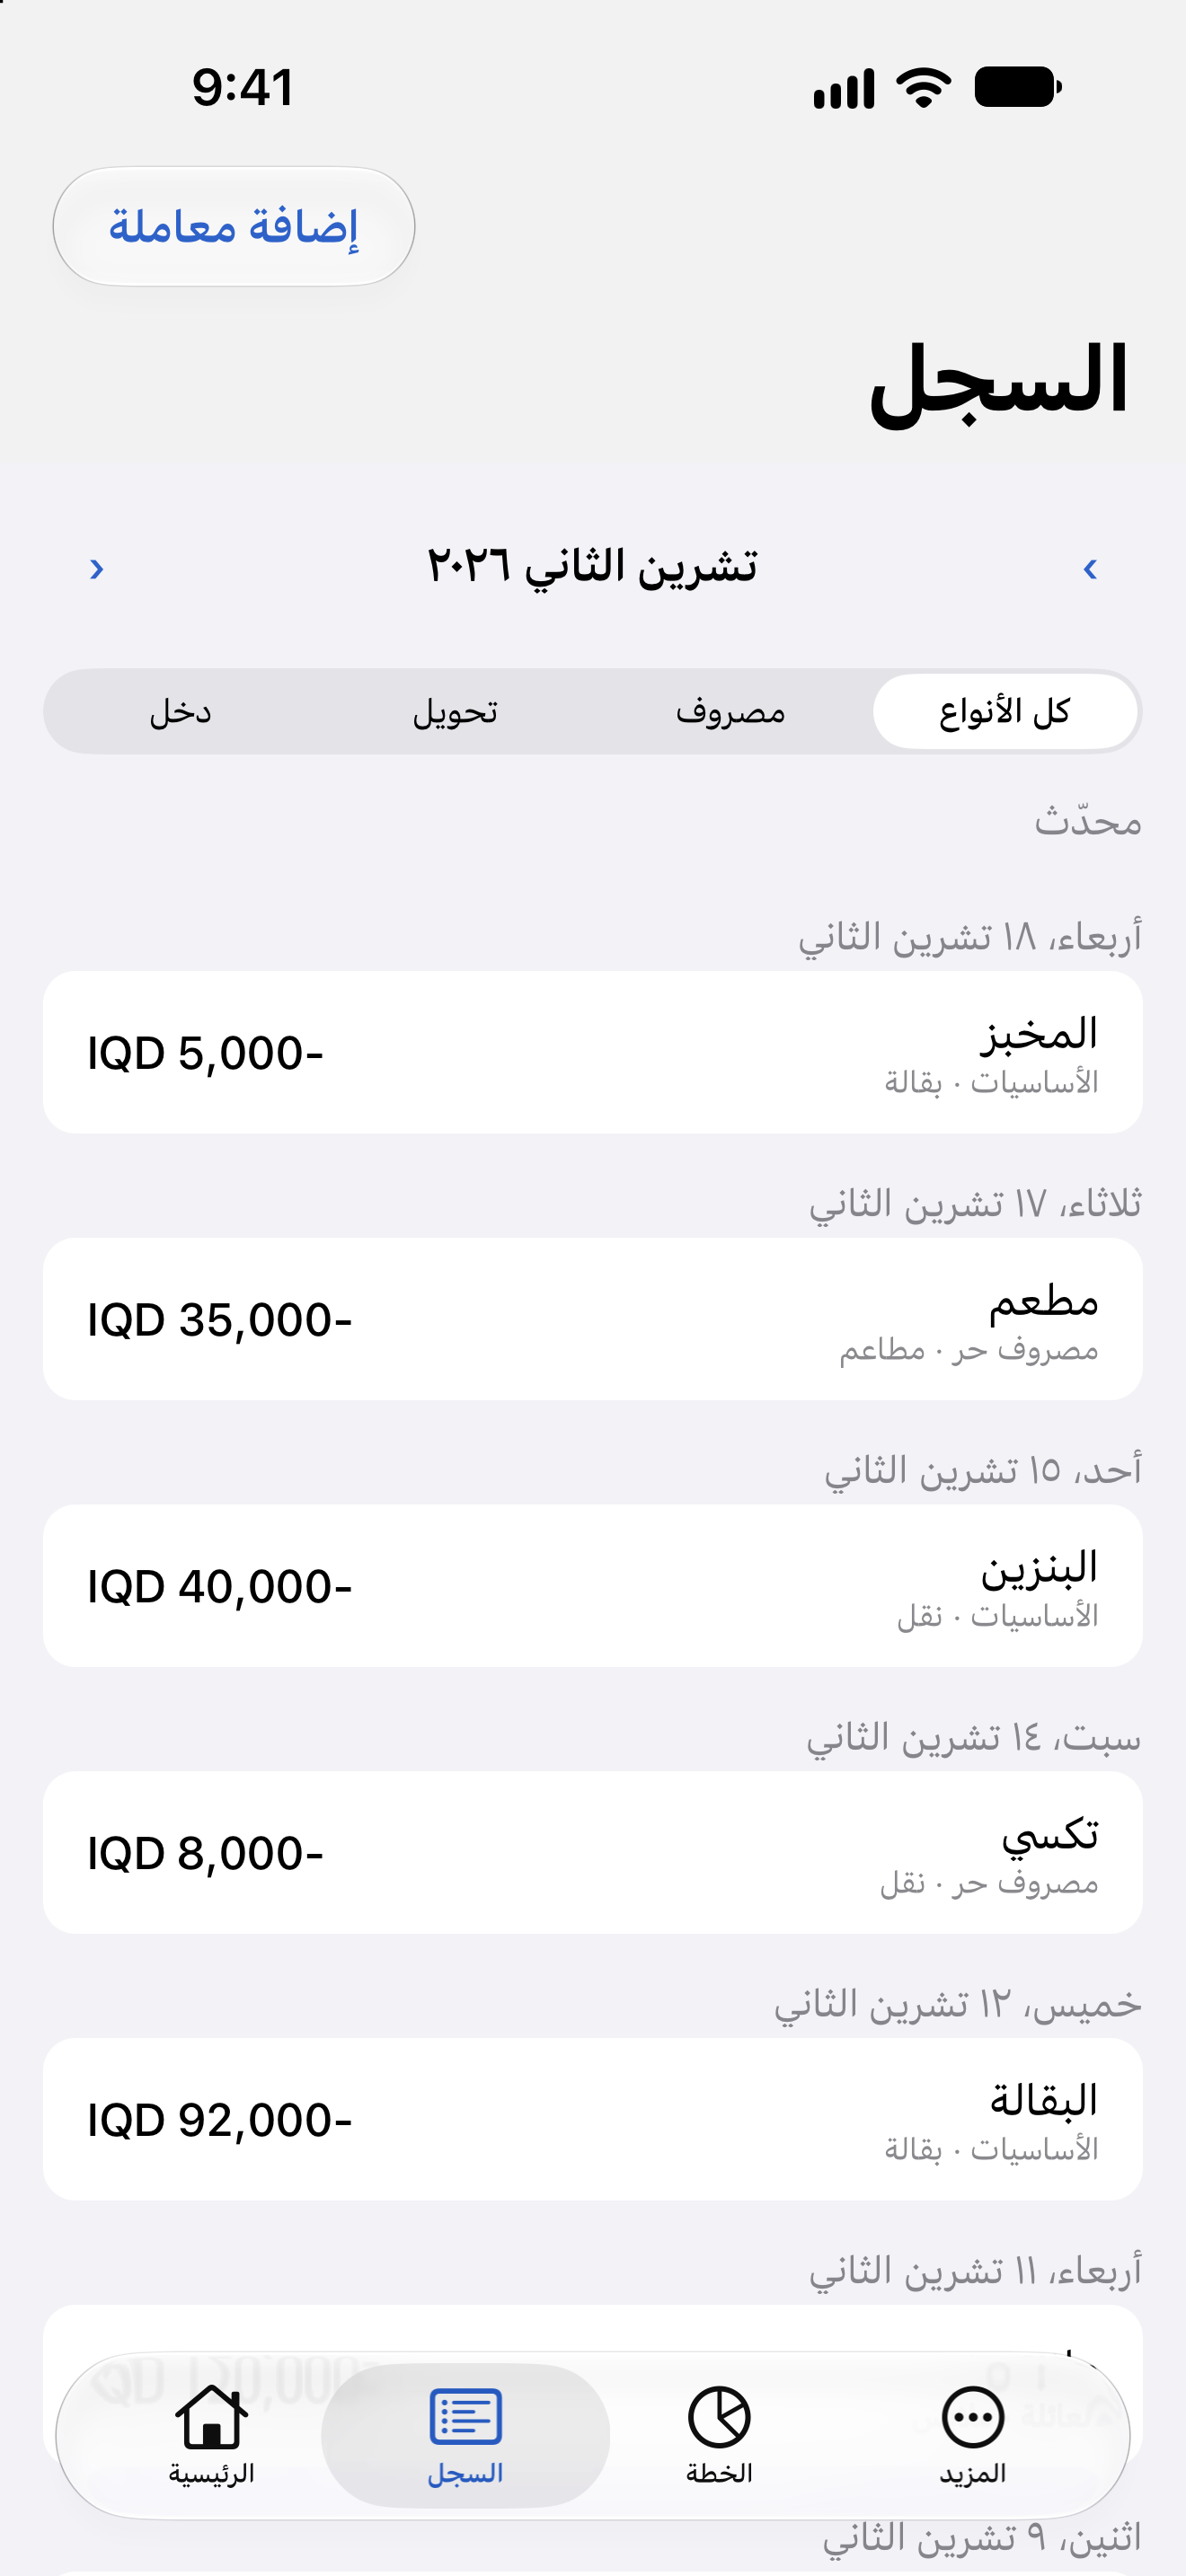 9:41
إضافة معاملة
السجل
تشرين الثاني ٢٠٢٦
كل الأنواع
مصروف
تحويل
دخل
محدّث
أربعاء، ١٨ تشرين الثاني
المخبز
IQD 5,000-
الأساسيات · بقالة
ثلاثاء، ١٧ تشرين الثاني
مطعم
IQD 35,000-
مصروف حر · مطاعم
أحد، ١٥ تشرين الثاني
البنزين
IQD 40,000-
الأساسيات · نقل
سبت، ١٤ تشرين الثاني
تكسي
IQD 8,000-
مصروف حر · نقل
خميس، ١٢ تشرين الثاني
البقالة
IQD 92,000-
الأساسيات · بقالة
أربعاء، ١١ تشرين الثاني
المزيد
الخطة
السجل
الرئيسية
اثنين، ٩ تشرين الثاني